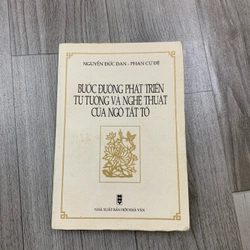 NGUYỄN ĐỨC ĐÀN - PHAN CỰ ĐỆ
BƯỚC ĐƯỜNG PHÁT TRIỂN
TƯ TƯỞNG VÀ NGHỆ THUẬT
CỦA NGÔ TẤT TỐ
NHÀ XUẤT BẢN HỘI NHÀ VĂN